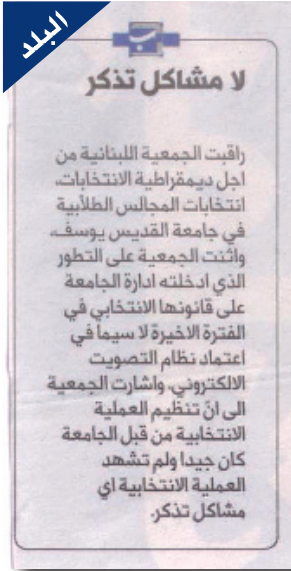 البلد
لا مشاكل تذكر
راقبت الجمعية اللبنانية من
اجل ديمقراطية الانتخابات،
انتخابات المجالس الطلابية
في جامعة القديس يوسف،
واثنت الجمعية على التطور
الذي ادخلته ادارة الجامعة
على قانونها الانتخابي في
الفترة الاخيرة لا سيما في
اعتماد نظام التصويت
الالكتروني، واشارت الجمعية
الى انّ تنظيم العملية
الانتخابية من قبل الجامعة
كان جيدا ولم تشهد
العملية الانتخابية اي
مشاكل تذكر.